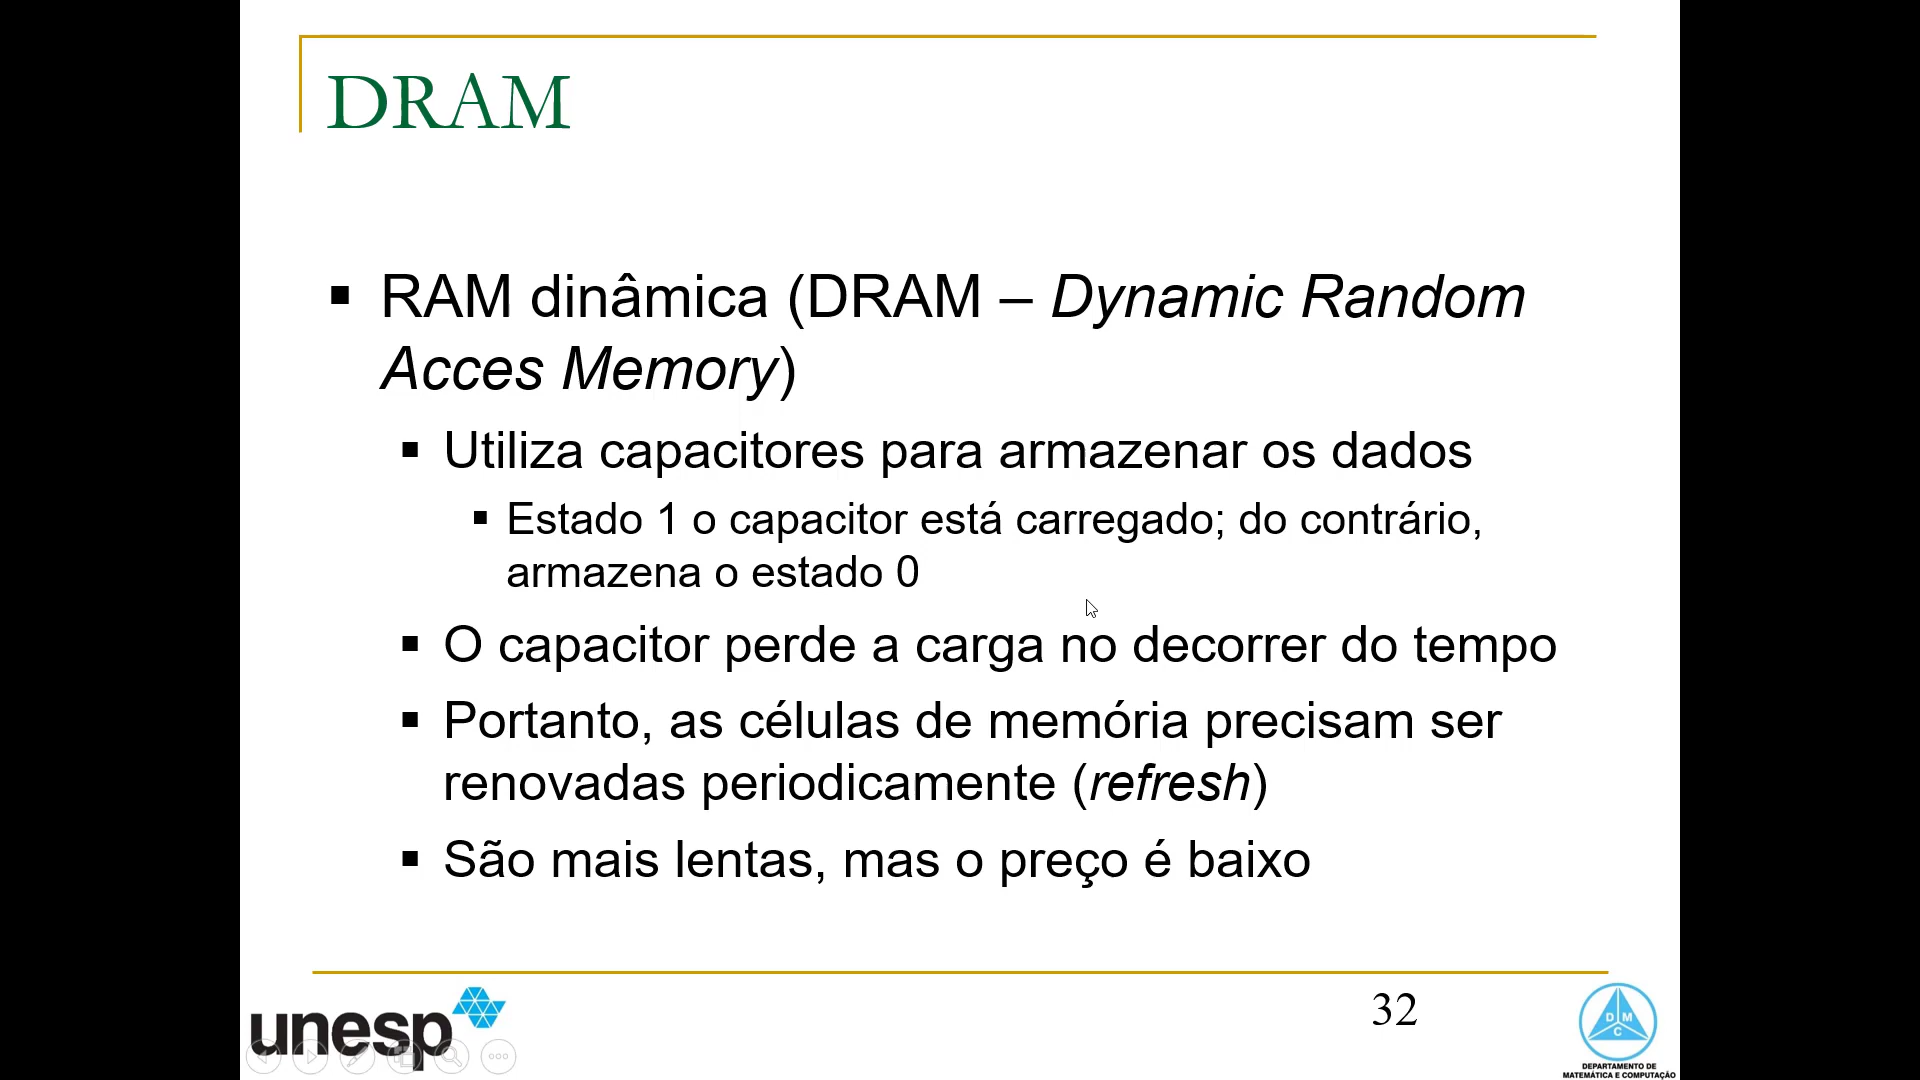 DRAM
▪ RAM dinâmica (DRAM – Dynamic Random
Acces Memory)
▪ Utiliza capacitores para armazenar os dados
▪ Estado 1 o capacitor está carregado; do contrário,
armazena o estado 0
▪ O capacitor perde a carga no decorrer do tempo
▪ Portanto, as células de memória precisam ser
renovadas periodicamente (refresh)
▪ São mais lentas, mas o preço é baixo
unesp
32
D M
C
DEPARTAMENTO DE
MATEMÁTICA E COMPUTAÇÃO